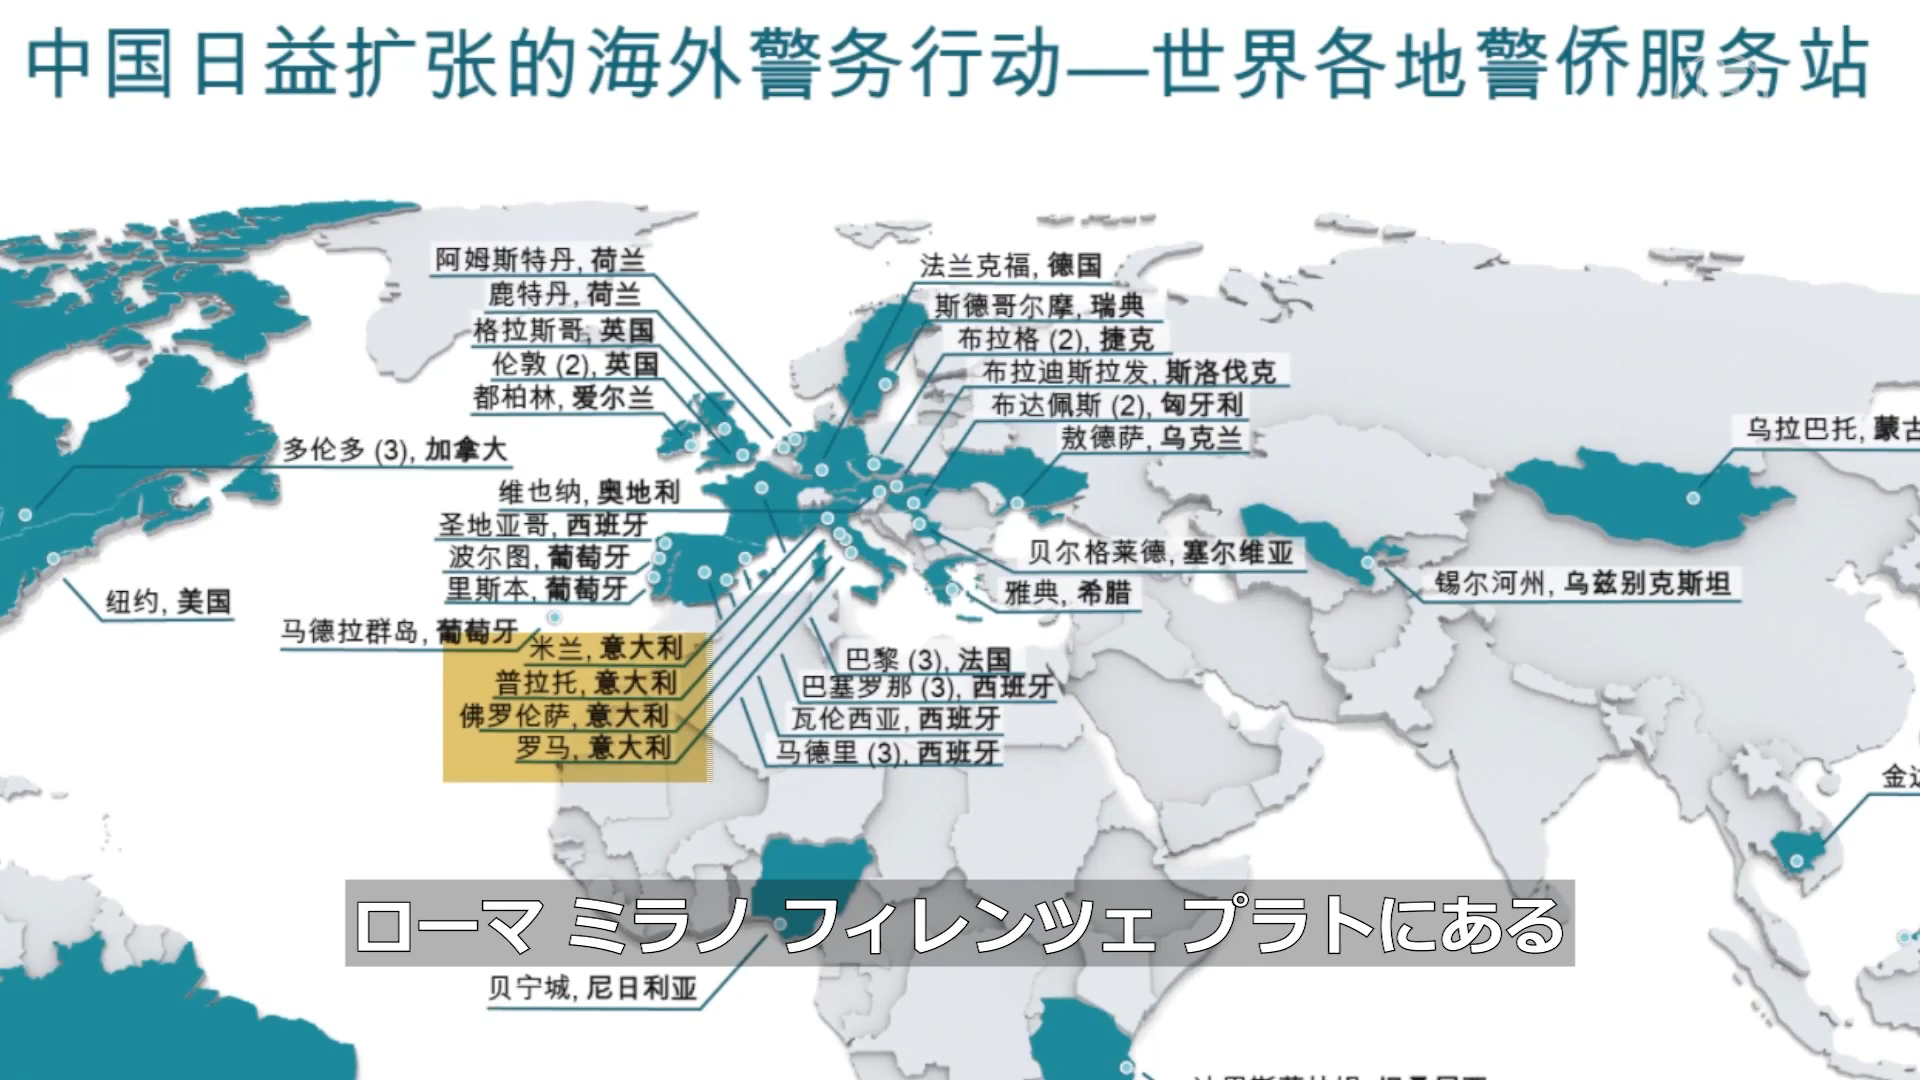 中国日益扩张的海外警务行动—世界各地警侨服务站
阿姆斯特丹, 荷兰
鹿特丹, 荷兰
格拉斯哥, 英国
伦敦 (2), 英国
都柏林, 爱尔兰
多伦多 (3), 加拿大
维也纳, 奥地利
圣地亚哥, 西班牙
波尔图, 葡萄牙
里斯本, 葡萄牙
纽约, 美国
马德拉群岛, 葡萄牙
米兰, 意大利
普拉托, 意大利
佛罗伦萨, 意大利
罗马, 意大利
法兰克福, 德国
斯德哥尔摩, 瑞典
布拉格 (2), 捷克
布拉迪斯拉发, 斯洛伐克
布达佩斯 (2), 匈牙利
敖德萨, 乌克兰
乌拉巴托, 蒙古
贝尔格莱德, 塞尔维亚
雅典, 希腊
锡尔河州, 乌兹别克斯坦
巴黎 (3), 法国
巴塞罗那 (3), 西班牙
瓦伦西亚, 西班牙
马德里 (3), 西班牙
金边
ローマ ミラノ フィレンツェ プラトにある
贝宁城, 尼日利亚